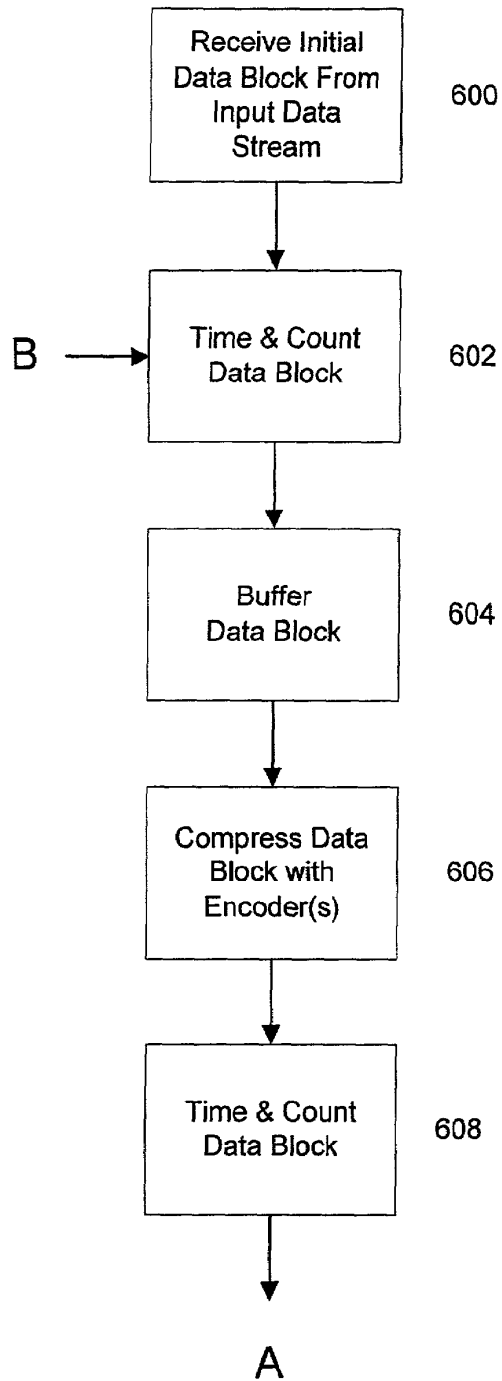 Receive Initial
Data Block From
Input Data
Stream
600
B
Time & Count
Data Block
602
Buffer
Data Block
604
Compress Data
Block with
Encoder(s)
606
Time & Count
Data Block
608
A